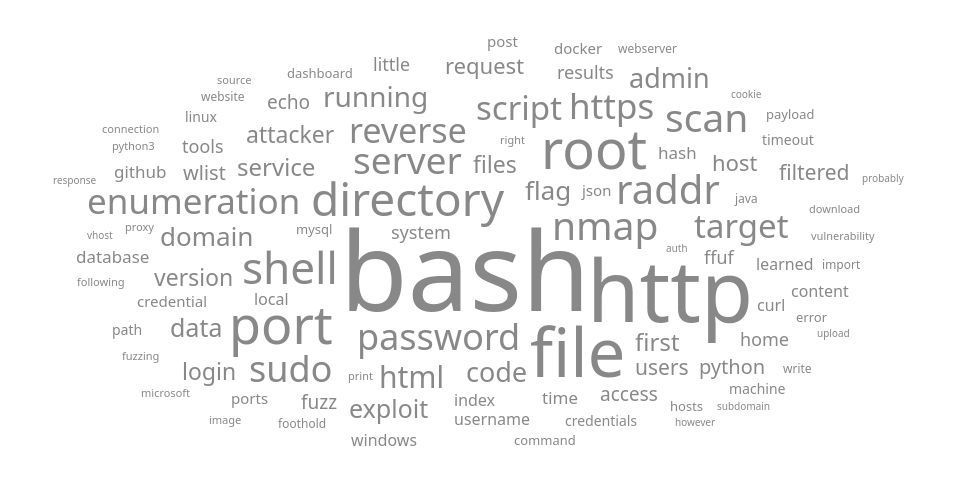 post
docker webserver
little request results admin
source dashboard
website echo running script https scan cookie
linux attacker reverse root payload
connection
python3 tools server right hash timeout
github wlist service files host filtered
response probably
enumeration directory flag json raddr java
download
vhost proxy domain mysql system nmap target vulnerability
database auth ffuf learned import
following version shell bash http content
credential local curl
path data port password file first home error
upload
fuzzing login sudo print html code users python write
microsoft ports fuzz exploit index time access machine
hosts subdomain
image foothold username credentials however
windows command